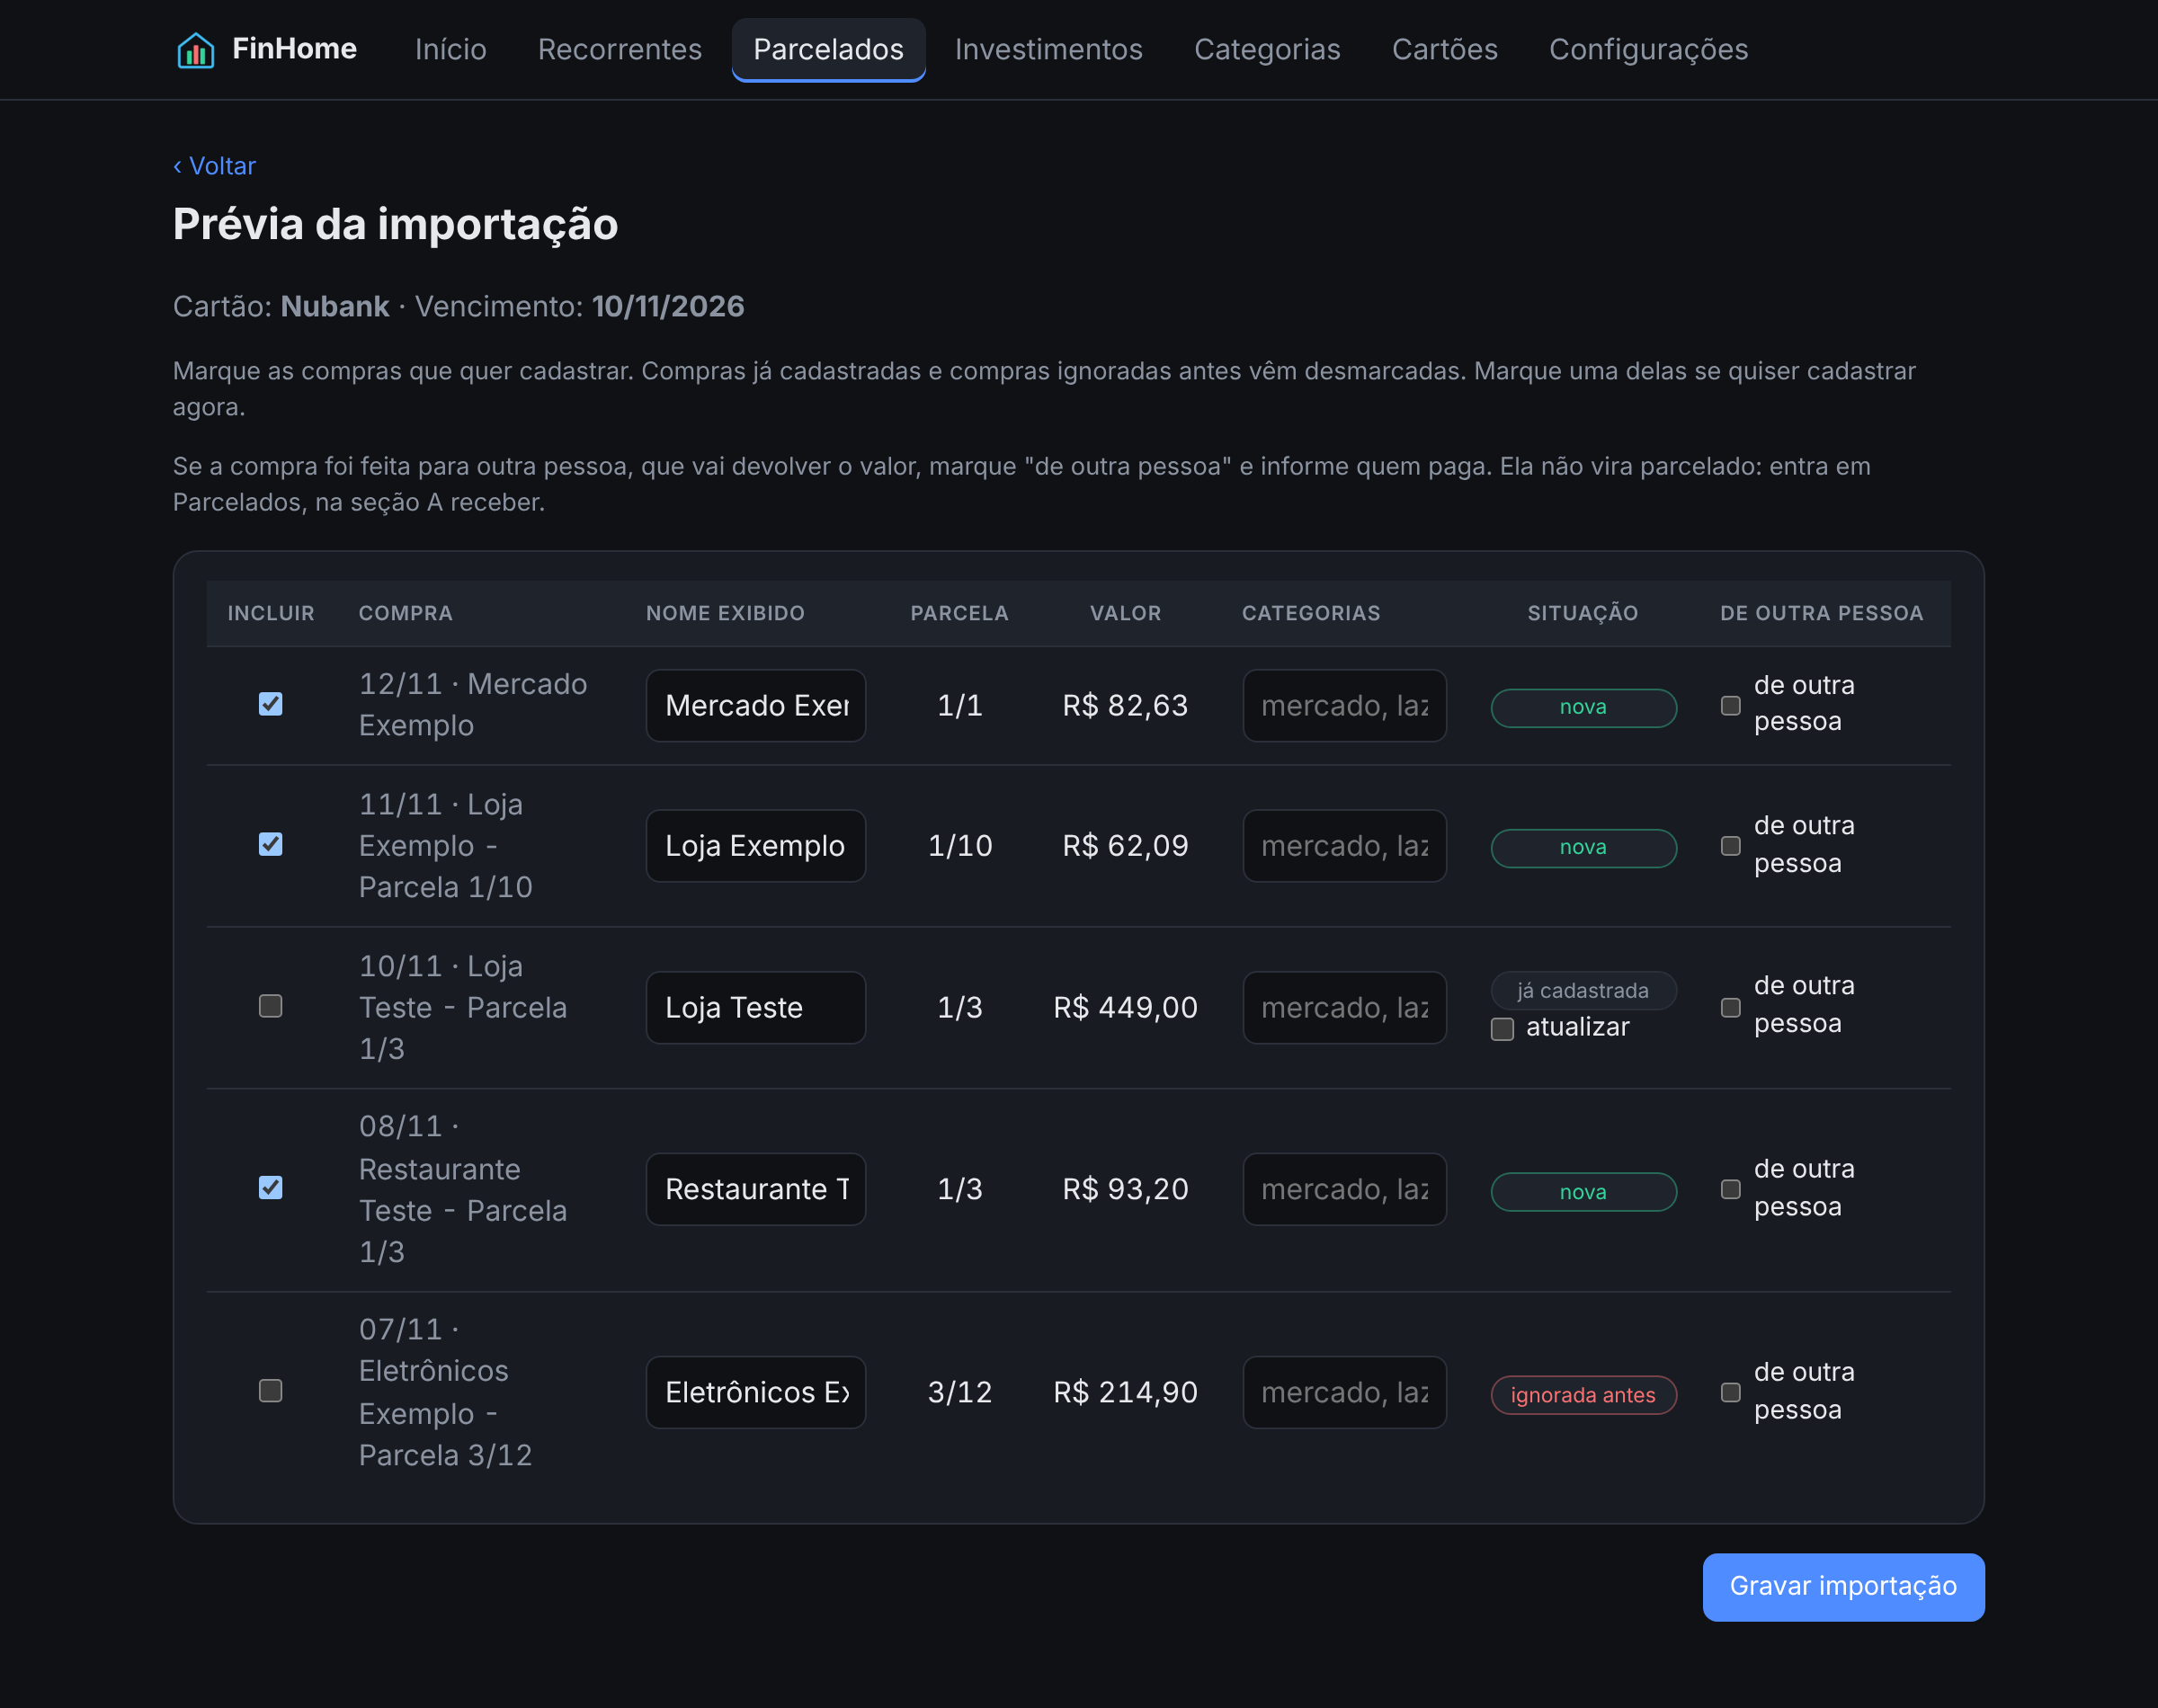 FinHome Início Recorrentes Parcelados Investimentos Categorias Cartões Configurações
‹ Voltar
Prévia da importação
Cartão: Nubank · Vencimento: 10/11/2026
Marque as compras que quer cadastrar. Compras já cadastradas e compras ignoradas antes vêm desmarcadas. Marque uma delas se quiser cadastrar
agora.
Se a compra foi feita para outra pessoa, que vai devolver o valor, marque "de outra pessoa" e informe quem paga. Ela não vira parcelado: entra em
Parcelados, na seção A receber.
INCLUIR COMPRA NOME EXIBIDO PARCELA VALOR CATEGORIAS SITUAÇÃO DE OUTRA PESSOA
12/11 · Mercado
Exemplo
Mercado Exer
1/1
R$ 82,63
mercado, laz
nova
de outra
pessoa
11/11 · Loja
Exemplo -
Parcela 1/10
Loja Exemplo
1/10
R$ 62,09
mercado, laz
nova
de outra
pessoa
10/11 · Loja
Teste - Parcela
1/3
Loja Teste
1/3
R$ 449,00
mercado, laz
já cadastrada
atualizar
de outra
pessoa
08/11 ·
Restaurante
Teste - Parcela
1/3
Restaurante T
1/3
R$ 93,20
mercado, laz
nova
de outra
pessoa
07/11 ·
Eletrônicos
Exemplo -
Parcela 3/12
Eletrônicos Ex
3/12
R$ 214,90
mercado, laz
ignorada antes
de outra
pessoa
Gravar importação